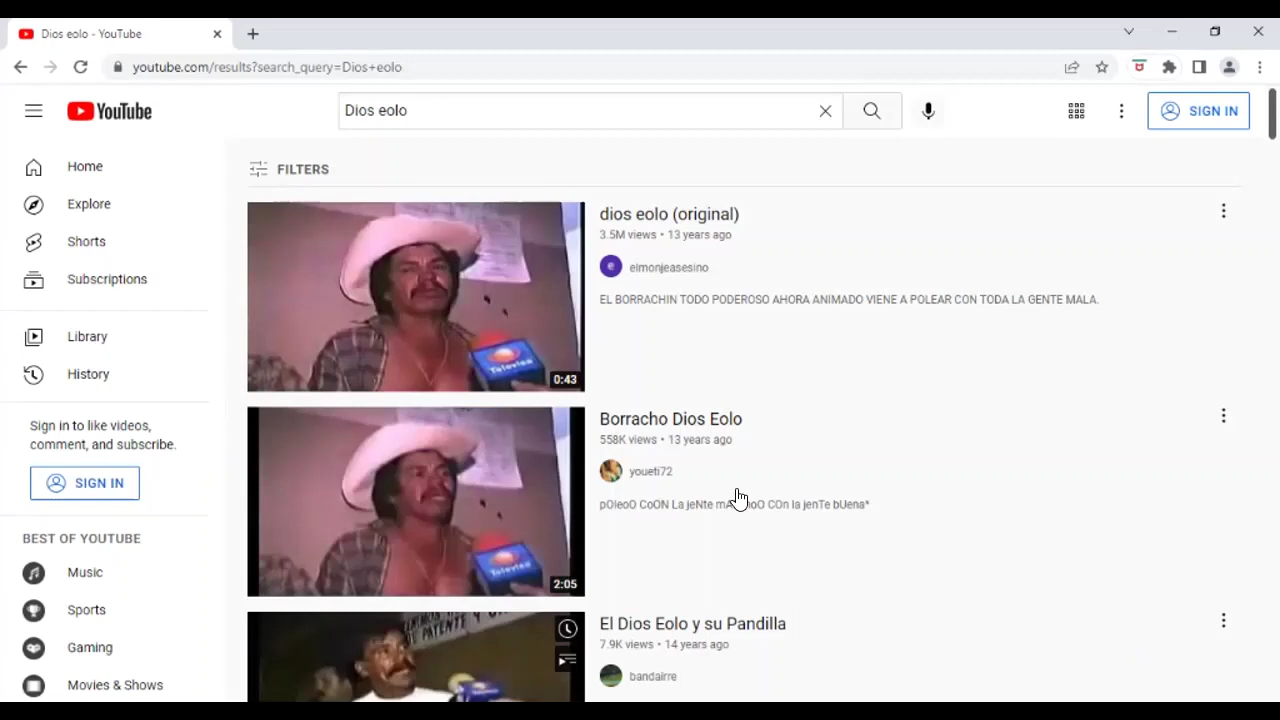 Dios eolo - YouTube
youtube.com/results?search_query=Dios+eolo
YouTube
Dios eolo
SIGN IN
Home
Explore
Shorts
Subscriptions
Library
History
Sign in to like videos,
comment, and subscribe.
SIGN IN
BEST OF YOUTUBE
Music
Sports
Gaming
Movies & Shows
FILTERS
Televisa
0:43
dios eolo (original)
3.5M views • 13 years ago
e
elmonjeasesino
EL BORRACHIN TODO PODEROSO AHORA ANIMADO VIENE A POLEAR CON TODA LA GENTE MALA.
Televisa
2:05
Borracho Dios Eolo
558K views • 13 years ago
youeti72
pOleoO CoON La jeNte COn la jenTe bUena*
PATENTE Y
El Dios Eolo y su Pandilla
7.9K views • 14 years ago
bandairre